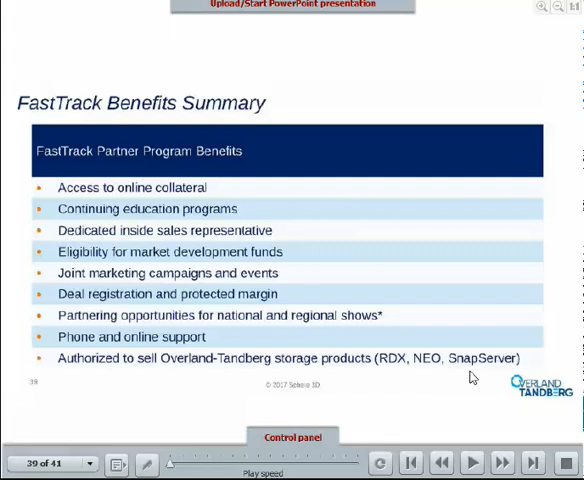 Upload/Start PowerPoint presentation
1:1
FastTrack Benefits Summary
FastTrack Partner Program Benefits
• Access to online collateral
• Continuing education programs
• Dedicated inside sales representative
• Eligibility for market development funds
• Joint marketing campaigns and events
• Deal registration and protected margin
• Partnering opportunities for national and regional shows*
• Phone and online support
• Authorized to sell Overland-Tandberg storage products (RDX, NEO, SnapServer)
39
© 2017 Sphere 3D
OVERLAND
TANDBERG
Control panel
39 of 41
Play speed